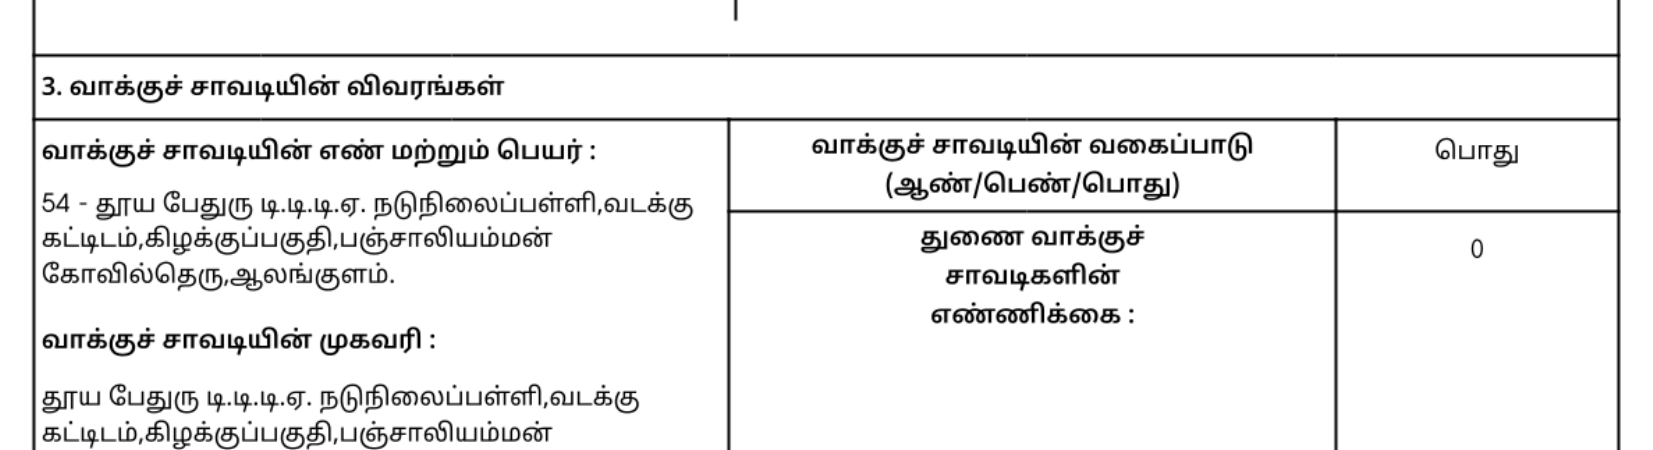 3. வாக்குச் சாவடியின் விவரங்கள்
வாக்குச் சாவடியின் எண் மற்றும் பெயர் :
54 - தூய பேதுரு டி.டி.டி.ஏ. நடுநிலைப்பள்ளி,வடக்கு
கட்டிடம்,கிழக்குப்பகுதி,பஞ்சாலியம்மன்
கோவில்தெரு,ஆலங்குளம்.
வாக்குச் சாவடியின் முகவரி :
தூய பேதுரு டி.டி.டி.ஏ. நடுநிலைப்பள்ளி,வடக்கு
கட்டிடம்,கிழக்குப்பகுதி,பஞ்சாலியம்மன்
வாக்குச் சாவடியின் வகைப்பாடு
(ஆண்/பெண்/பொது)
பொது
துணை வாக்குச்
சாவடிகளின்
எண்ணிக்கை :
0